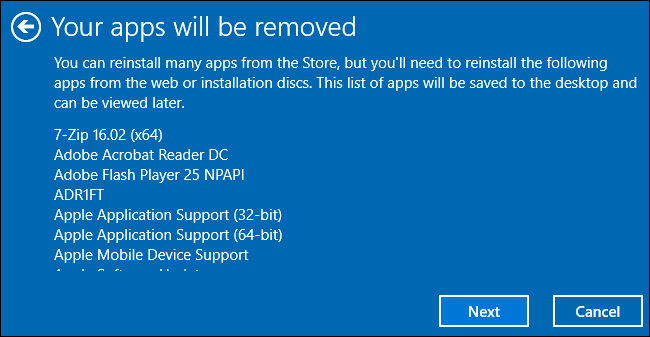 Your apps will be removed
You can reinstall many apps from the Store, but you'll need to reinstall the following
apps from the web or installation discs. This list of apps will be saved to the desktop and
can be viewed later.
7-Zip 16.02 (x64)
Adobe Acrobat Reader DC
Adobe Flash Player 25 NPAPI
ADR1FT
Apple Application Support (32-bit)
Apple Application Support (64-bit)
Apple Mobile Device Support
Apple Software Update
Next
Cancel